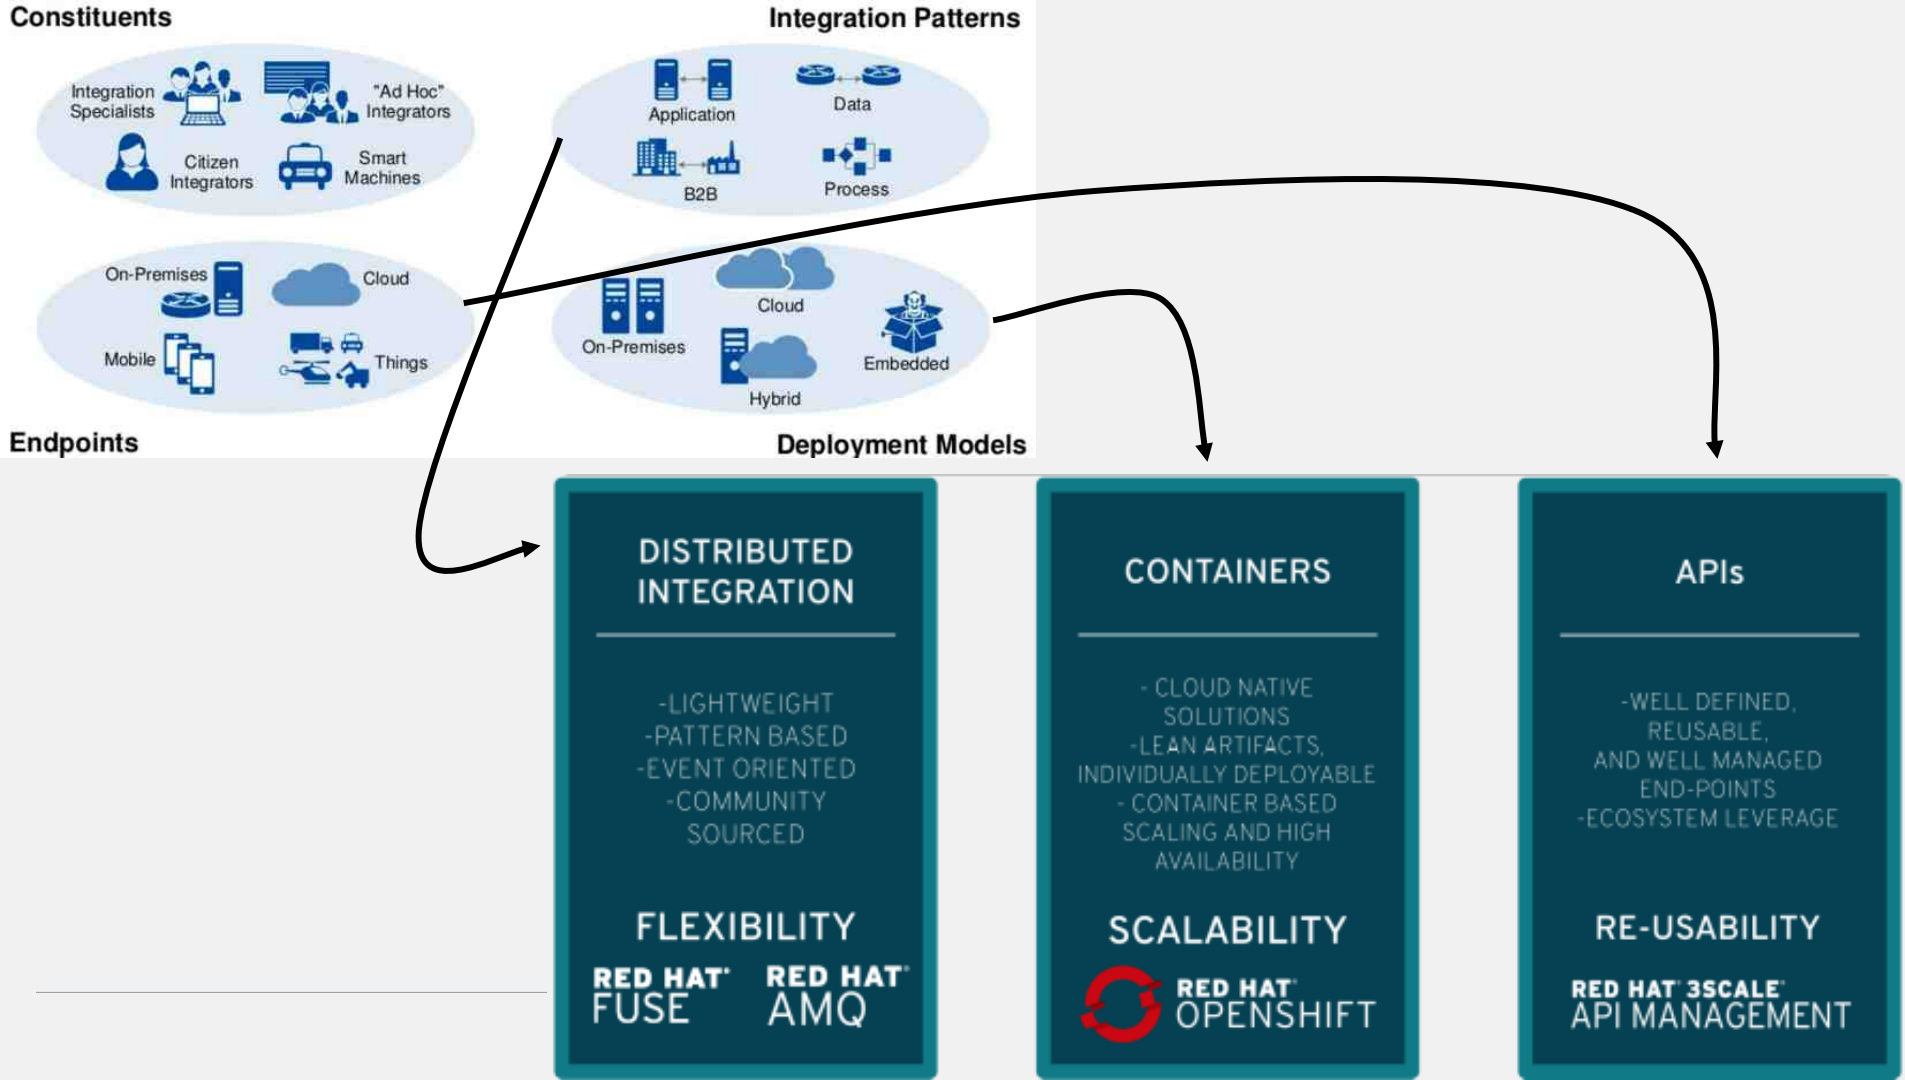 Constituents
Integration Patterns
Integration
Specialists
"Ad Hoc"
Integrators
Citizen
Integrators
Smart
Machines
Application
Data
B2B
Process
On-Premises
Cloud
Mobile
Things
Cloud
On-Premises
Embedded
Hybrid
Endpoints
Deployment Models
DISTRIBUTED
INTEGRATION
-LIGHTWEIGHT
-PATTERN BASED
-EVENT ORIENTED
-COMMUNITY
SOURCED
FLEXIBILITY
RED HAT®
FUSE
RED HAT®
AMQ
CONTAINERS
- CLOUD NATIVE
SOLUTIONS
-LEAN ARTIFACTS,
INDIVIDUALLY DEPLOYABLE
- CONTAINER BASED
SCALING AND HIGH
AVAILABILITY
SCALABILITY
RED HAT®
OPENSHIFT
APIs
-WELL DEFINED,
REUSABLE,
AND WELL MANAGED
END-POINTS
-ECOSYSTEM LEVERAGE
RE-USABILITY
RED HAT® 3SCALE®
API MANAGEMENT